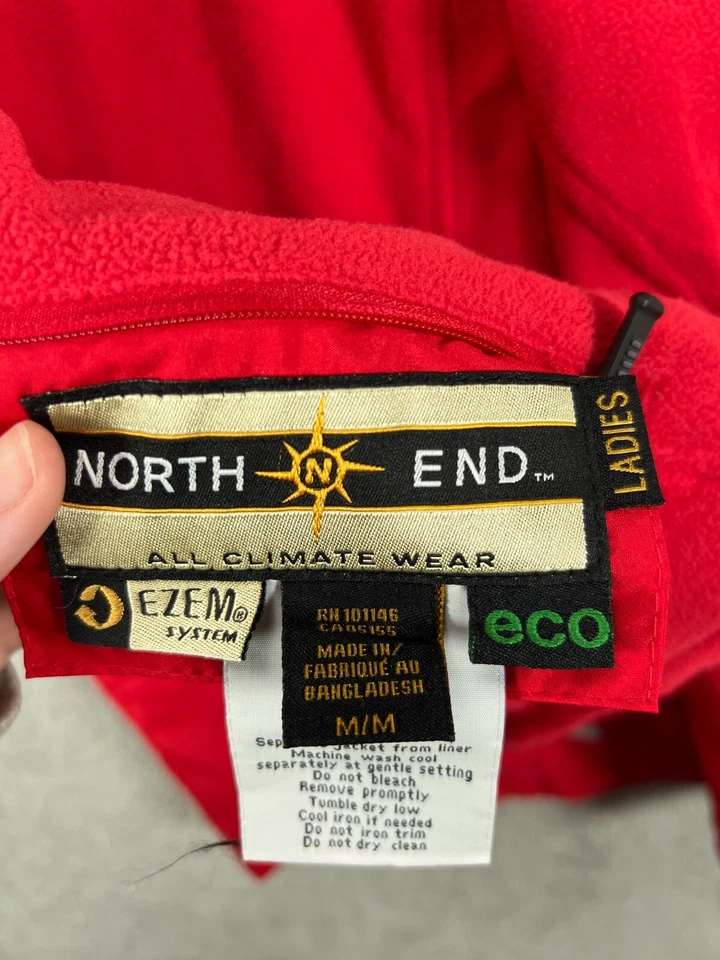 NORTH N END™
LADIES
ALL CLIMATE WEAR
EZEM®
SYSTEM
RN 101146
CA 05155
MADE IN/
FABRIQUÉ AU
BANGLADESH
M/M
eco
jacket from liner
Machine wash cool
separately at gentle setting
Do not bleach
Remove promptly
Tumble dry low
Cool iron if needed
Do not iron trim
Do not dry clean